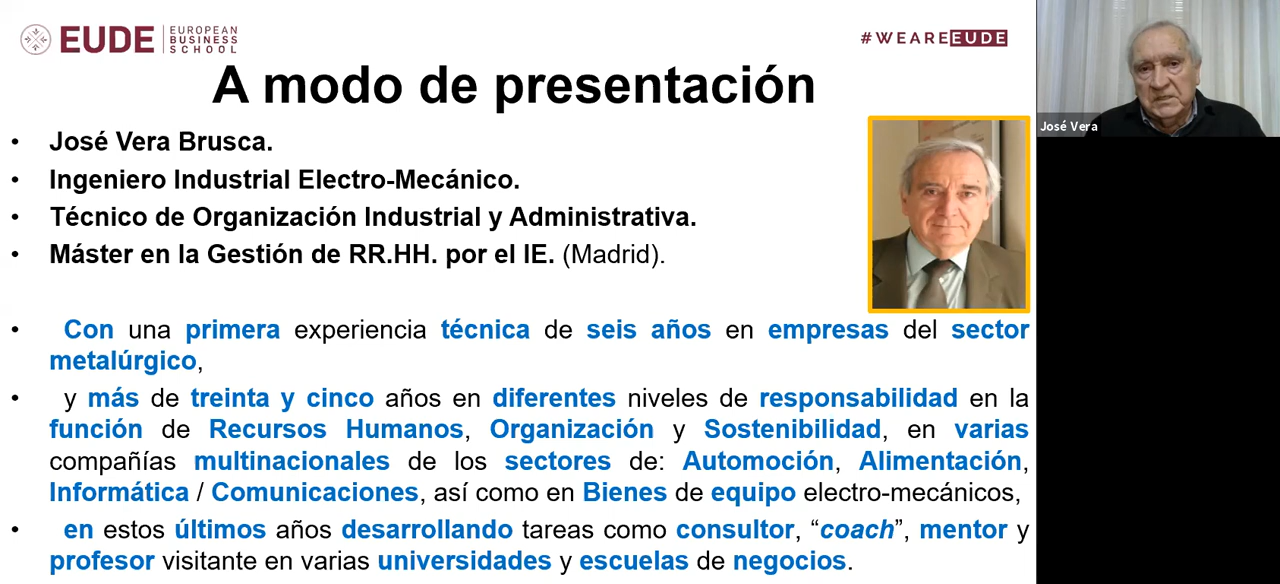 EUDE
EUROPEAN
BUSINESS
SCHOOL
#WEAREEUDE
A modo de presentación
José Vera
• José Vera Brusca.
• Ingeniero Industrial Electro-Mecánico.
• Técnico de Organización Industrial y Administrativa.
• Máster en la Gestión de RR.HH. por el IE. (Madrid).
• Con una primera experiencia técnica de seis años en empresas del sector
metalúrgico,
• y más de treinta y cinco años en diferentes niveles de responsabilidad en la
función de Recursos Humanos, Organización y Sostenibilidad, en varias
compañías multinacionales de los sectores de: Automoción, Alimentación,
Informática / Comunicaciones, así como en Bienes de equipo electro-mecánicos,
• en estos últimos años desarrollando tareas como consultor, “coach”, mentor y
profesor visitante en varias universidades y escuelas de negocios.